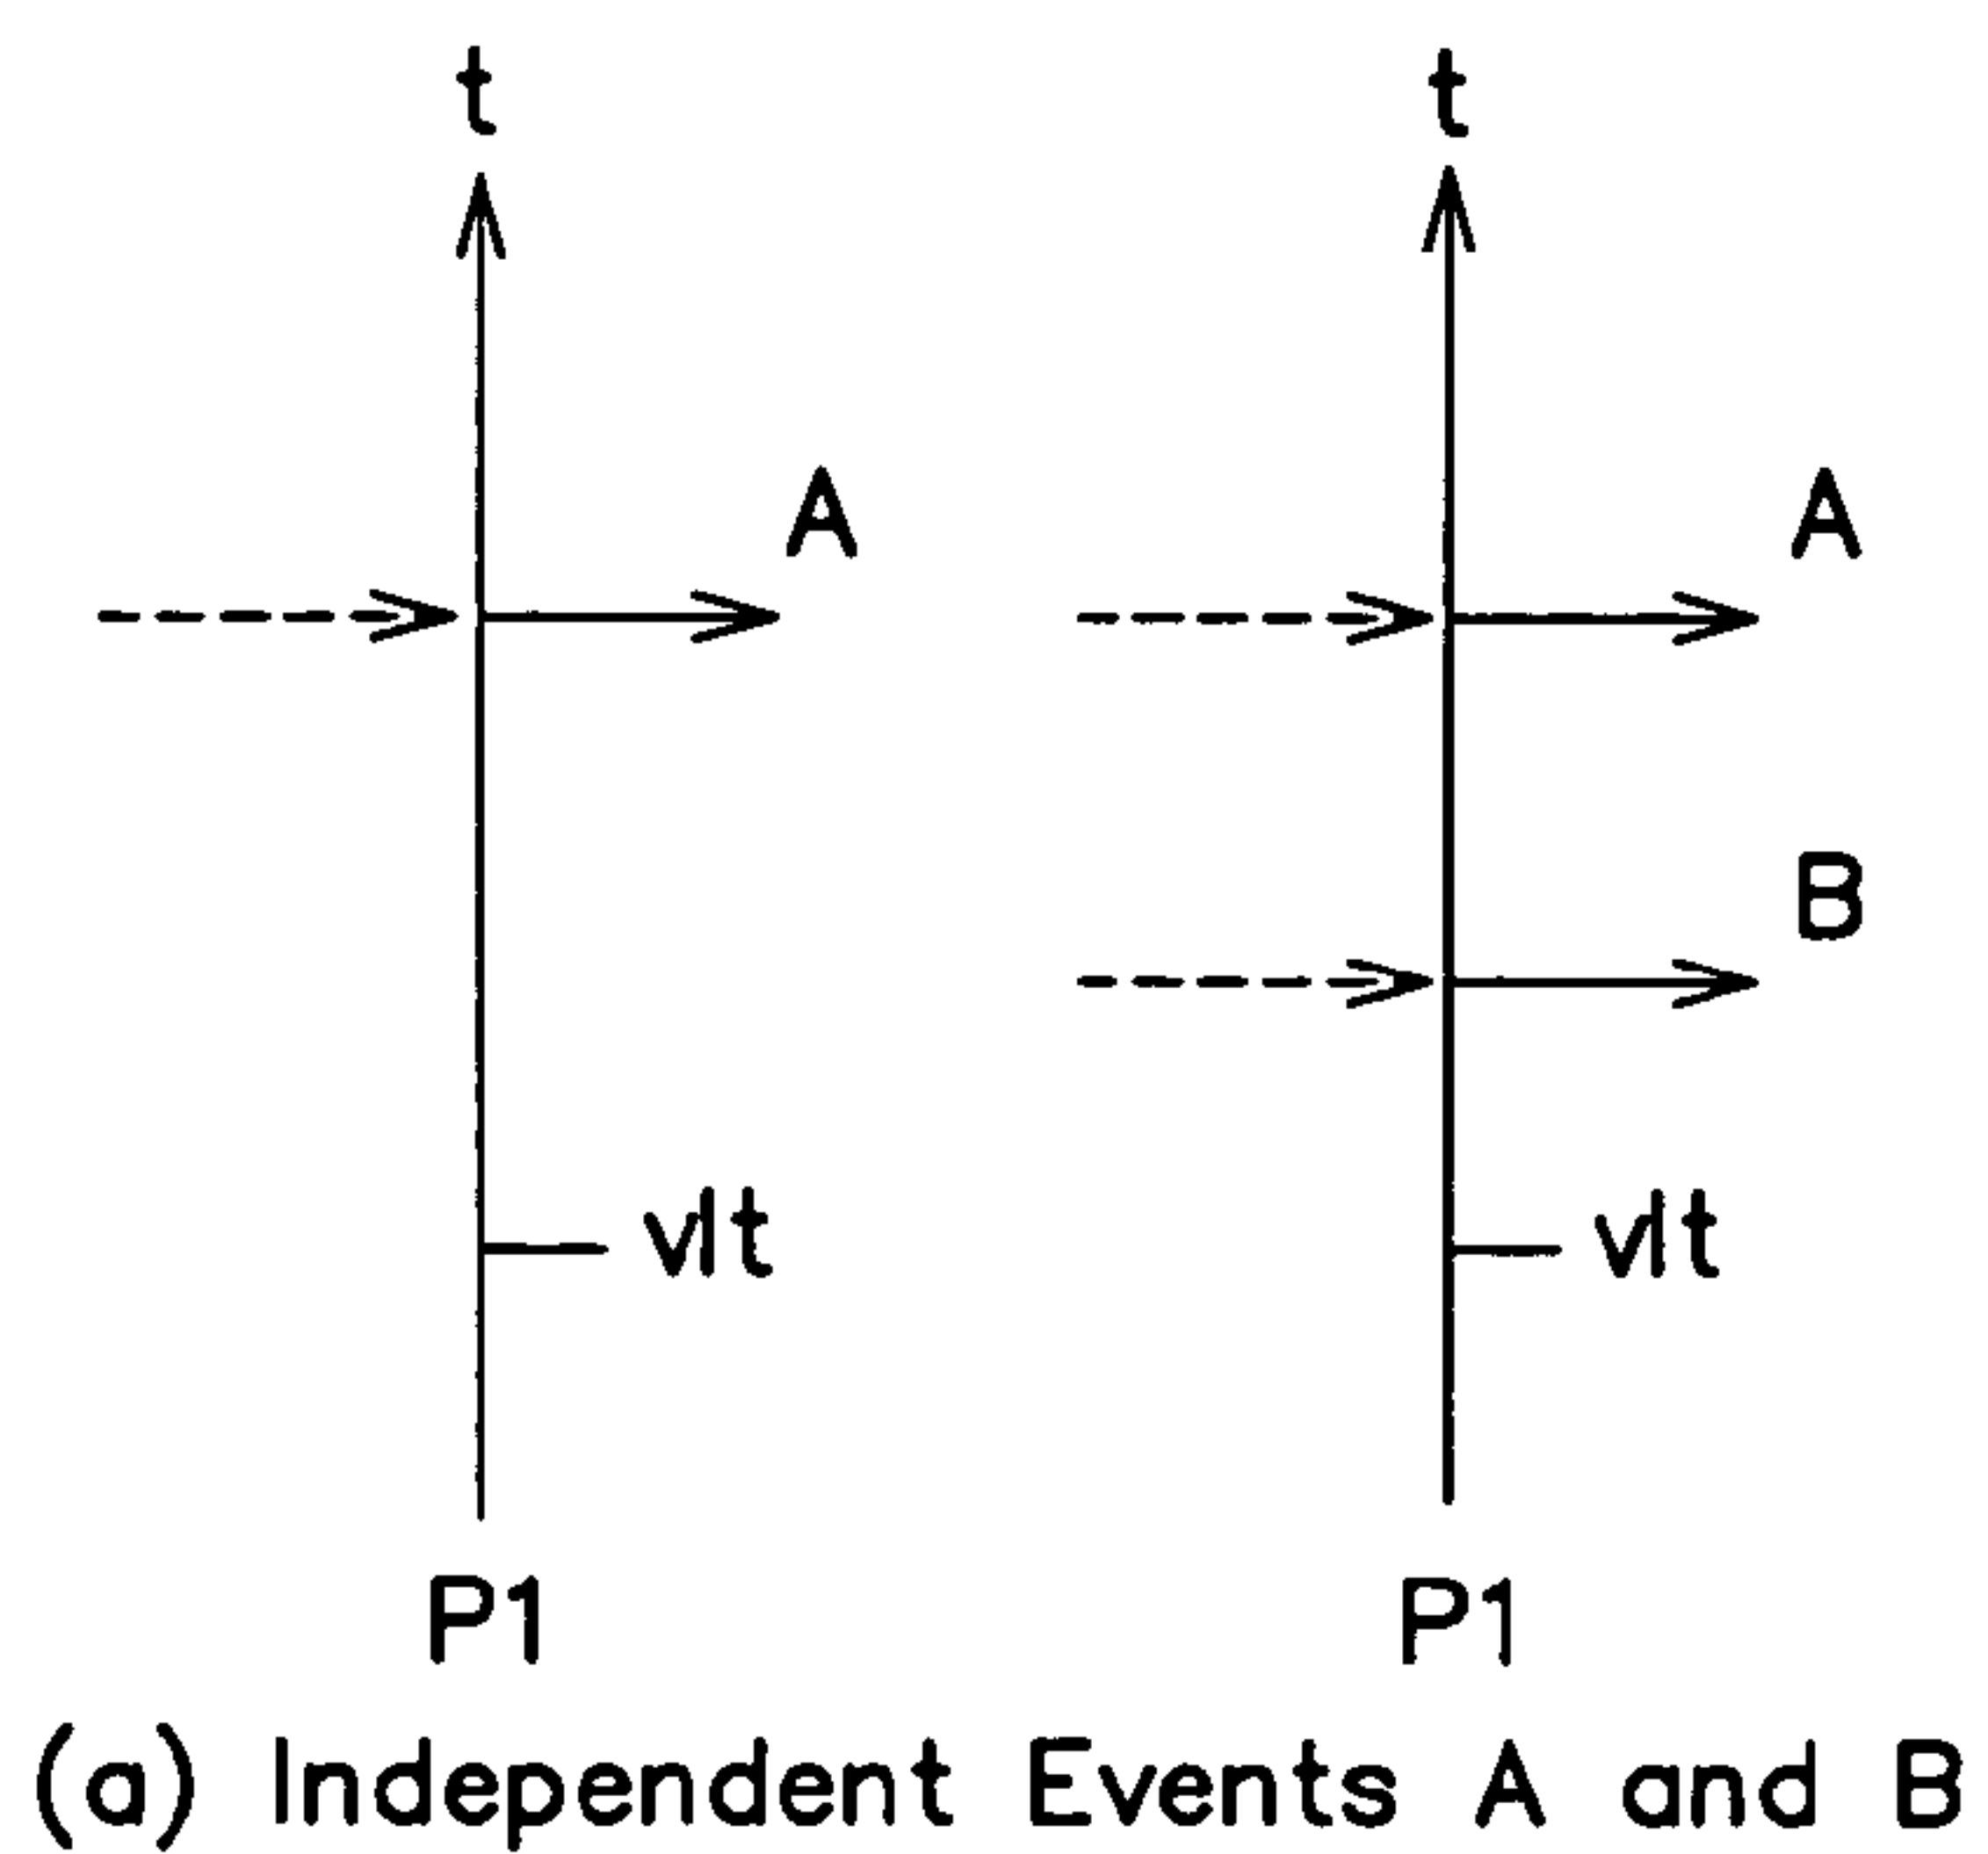 t t
A A
B
vlt vlt
P1 P1
(a) Independent Events A and B